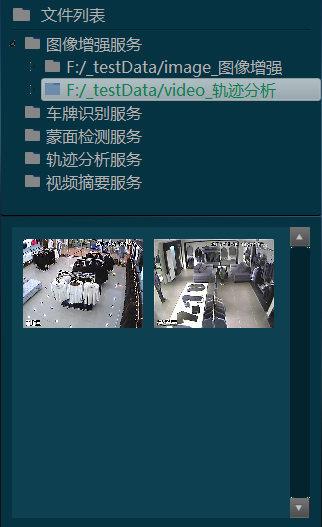 文件列表
图像增强服务
F:/_testData/image_图像增强
F:/_testData/video_轨迹分析
车牌识别服务
蒙面检测服务
轨迹分析服务
视频摘要服务